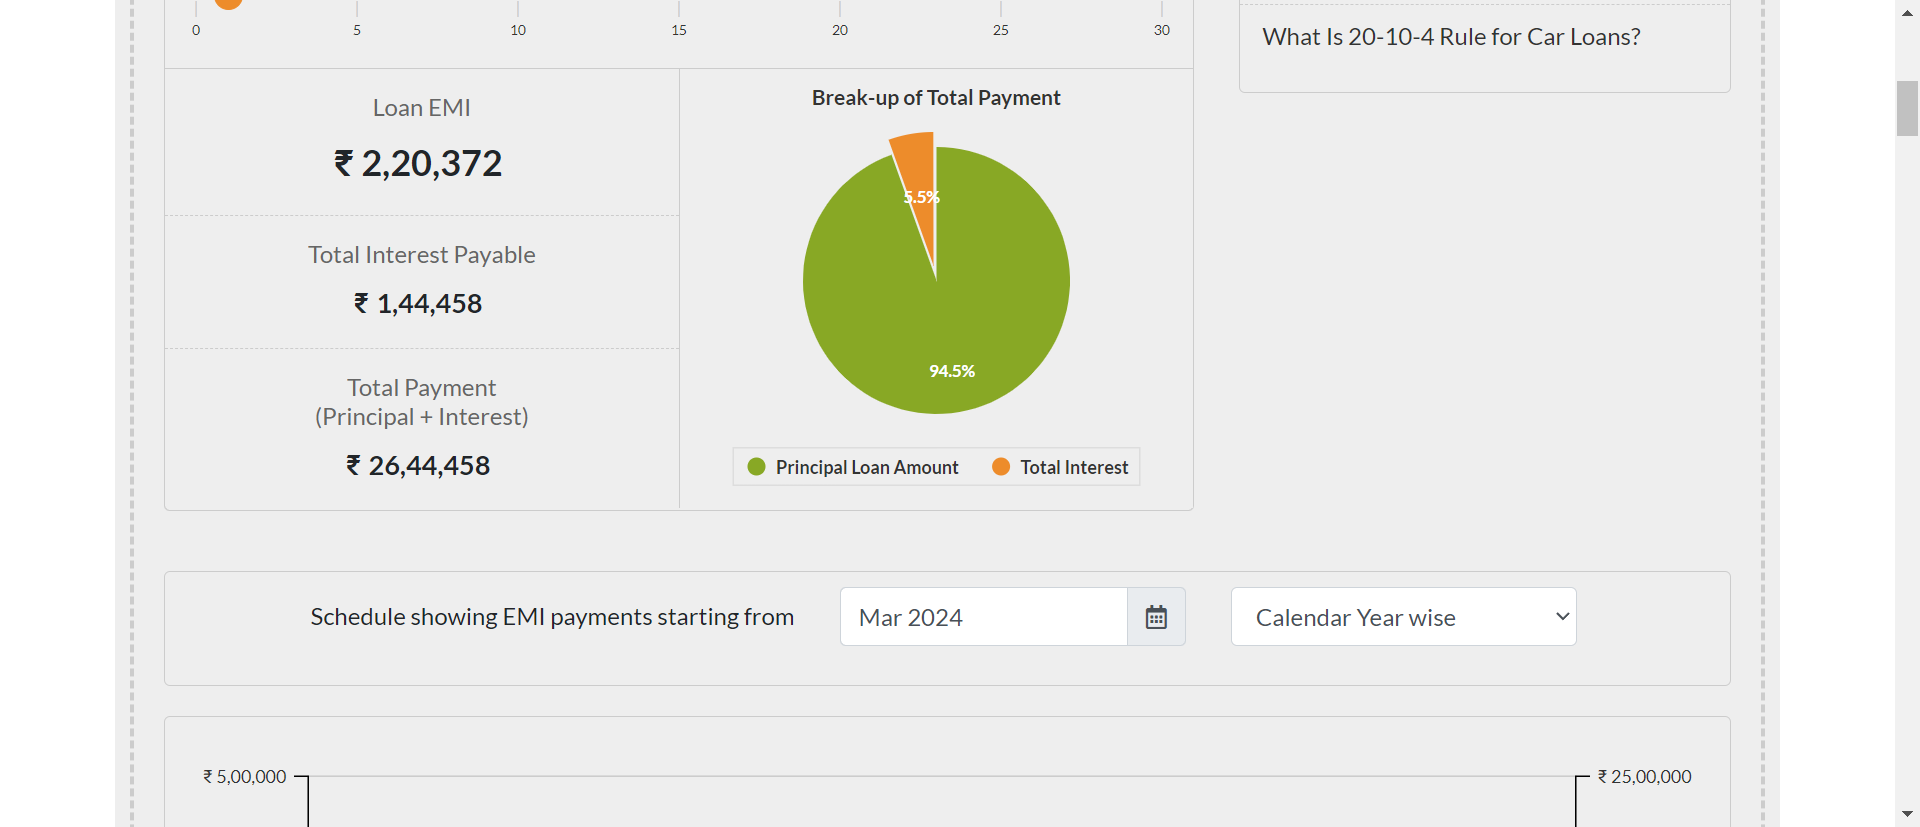 0 5 10 15 20 25 30
What Is 20-10-4 Rule for Car Loans?
Loan EMI
₹ 2,20,372
Total Interest Payable
₹ 1,44,458
Total Payment
(Principal + Interest)
₹ 26,44,458
Break-up of Total Payment
5.5%
94.5%
Principal Loan Amount Total Interest
Schedule showing EMI payments starting from Mar 2024 Calendar Year wise
₹ 5,00,000 ₹ 25,00,000